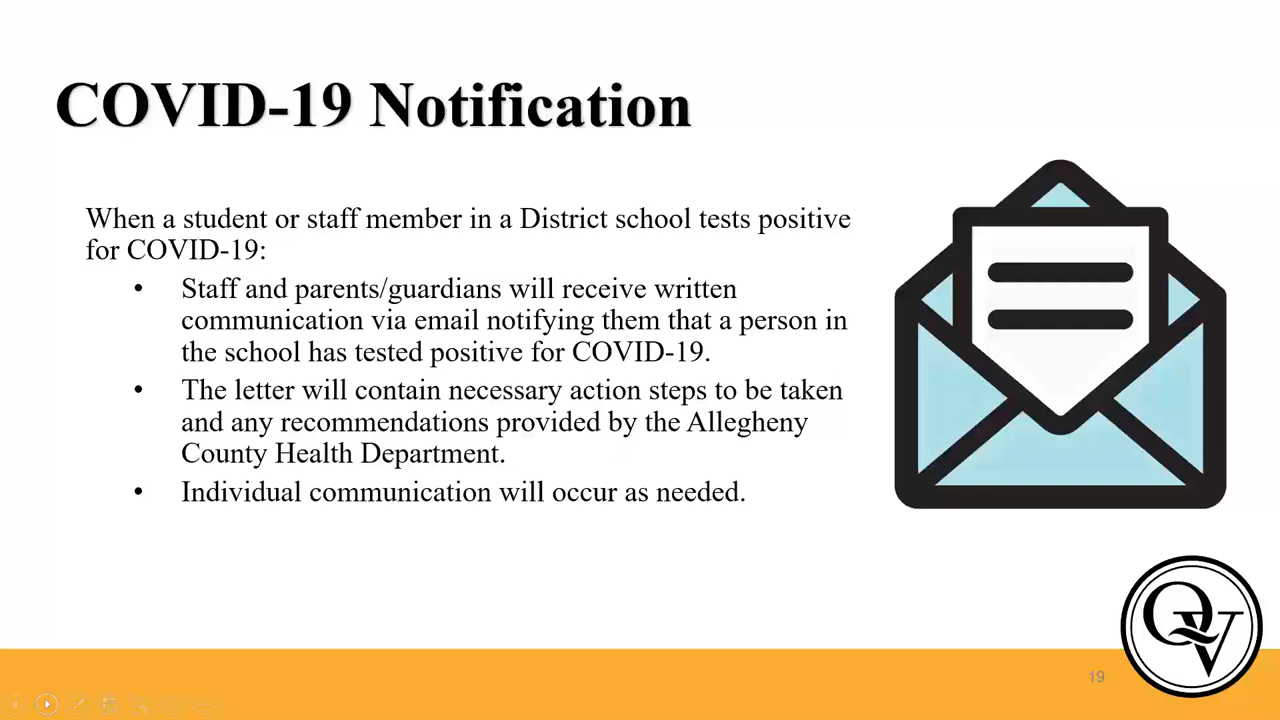 COVID-19 Notification
When a student or staff member in a District school tests positive
for COVID-19:
• Staff and parents/guardians will receive written
communication via email notifying them that a person in
the school has tested positive for COVID-19.
• The letter will contain necessary action steps to be taken
and any recommendations provided by the Allegheny
County Health Department.
• Individual communication will occur as needed.
QV
19